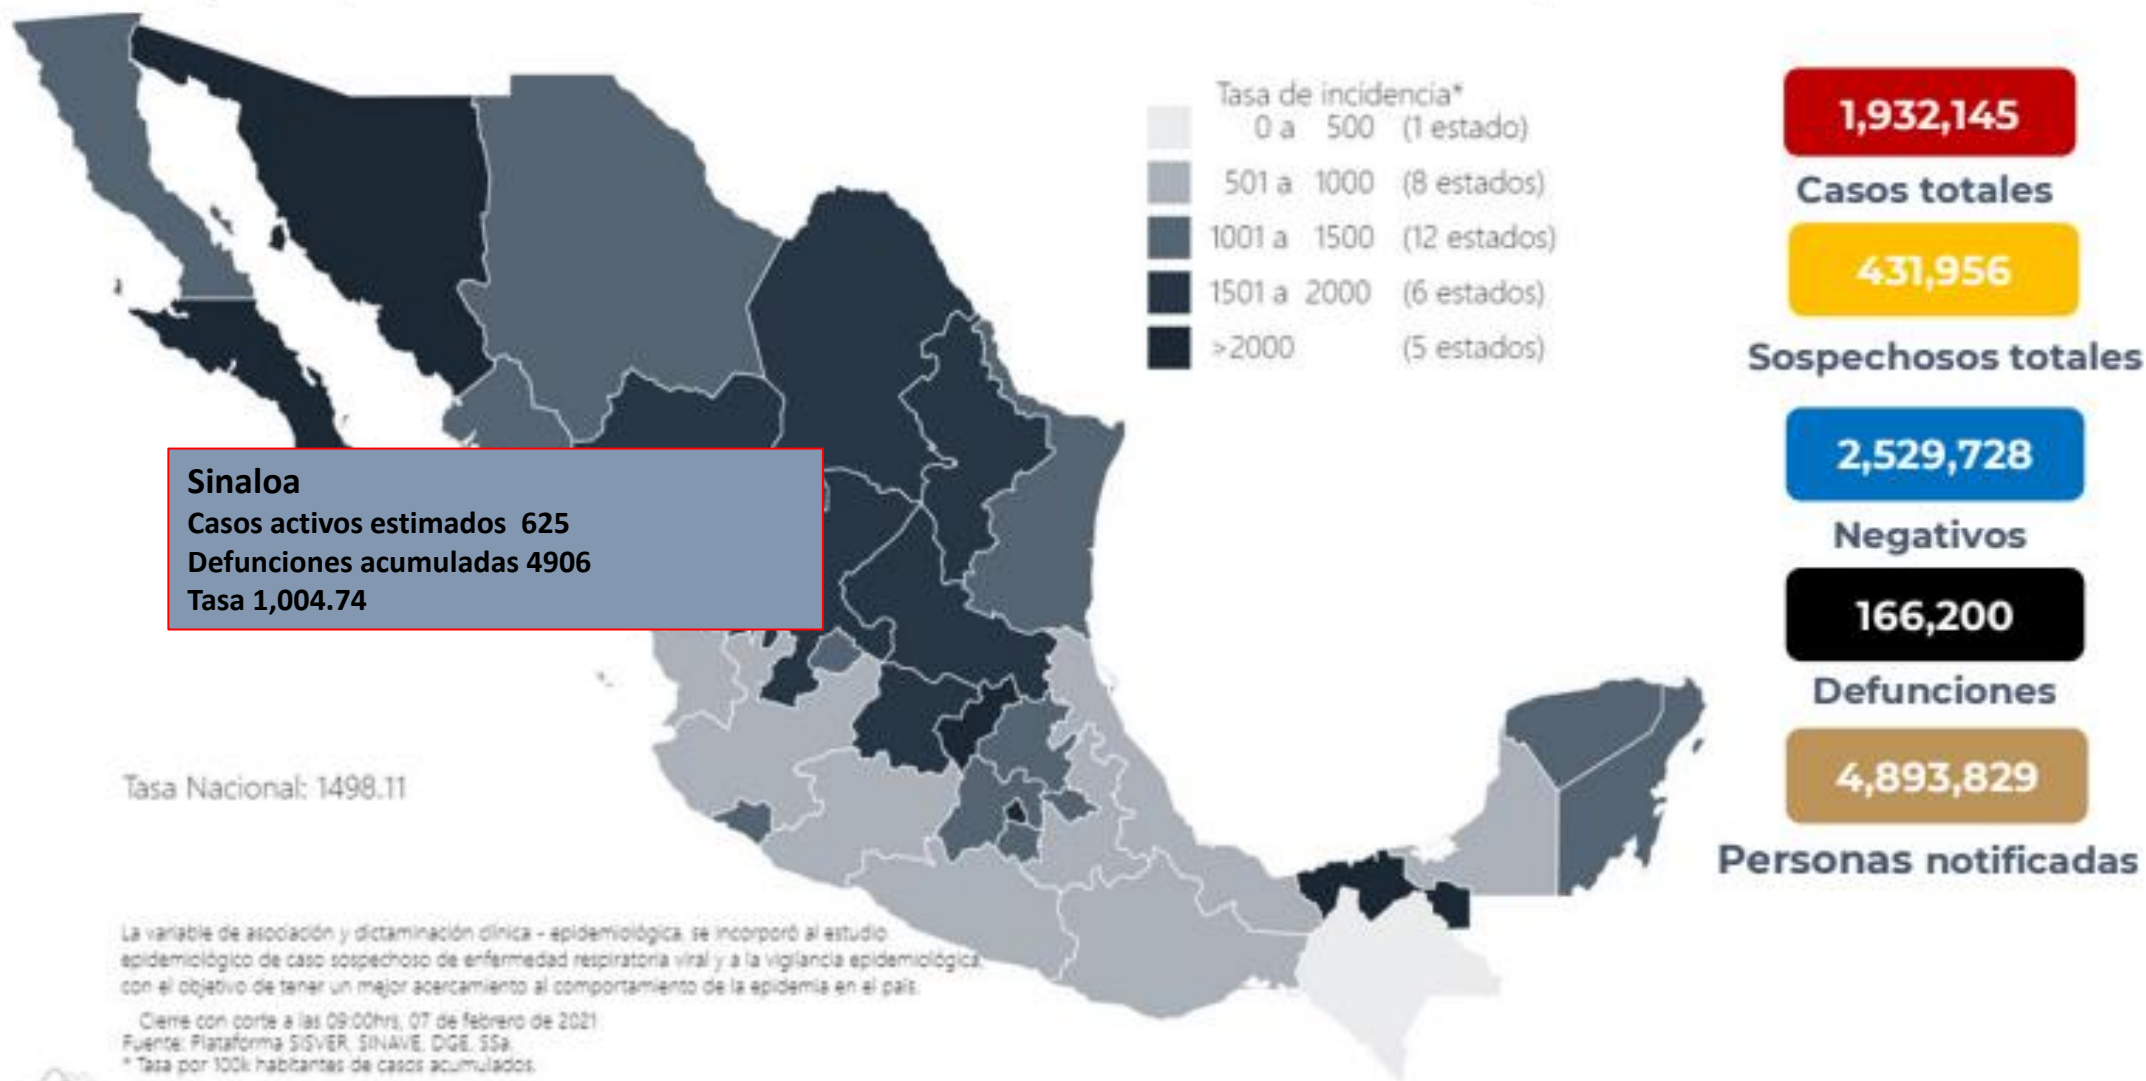 Tasa de incidencia*
0 a 500 (1 estado)
501 a 1000 (8 estados)
1001 a 1500 (12 estados)
1501 a 2000 (6 estados)
>2000 (5 estados)
1,932,145
Casos totales
431,956
Sospechosos totales
2,529,728
Negativos
166,200
Defunciones
4,893,829
Personas notificadas
Sinaloa
Casos activos estimados 625
Defunciones acumuladas 4906
Tasa 1,004.74
Tasa Nacional: 1498.11
La variable de asociación y dictaminación clínica - epidemiológica, se incorporó al estudio
epidemiológico de caso sospechoso de enfermedad respiratoria viral y a la vigilancia epidemiológica,
con el objetivo de tener un mejor acercamiento al comportamiento de la epidemia en el país.
Cierre con corte a las 09:00hrs, 07 de febrero de 2021
Fuente: Plataforma SISVER, SINAVE, DGE, SSa.
* Tasa por 100k habitantes de casos acumulados.